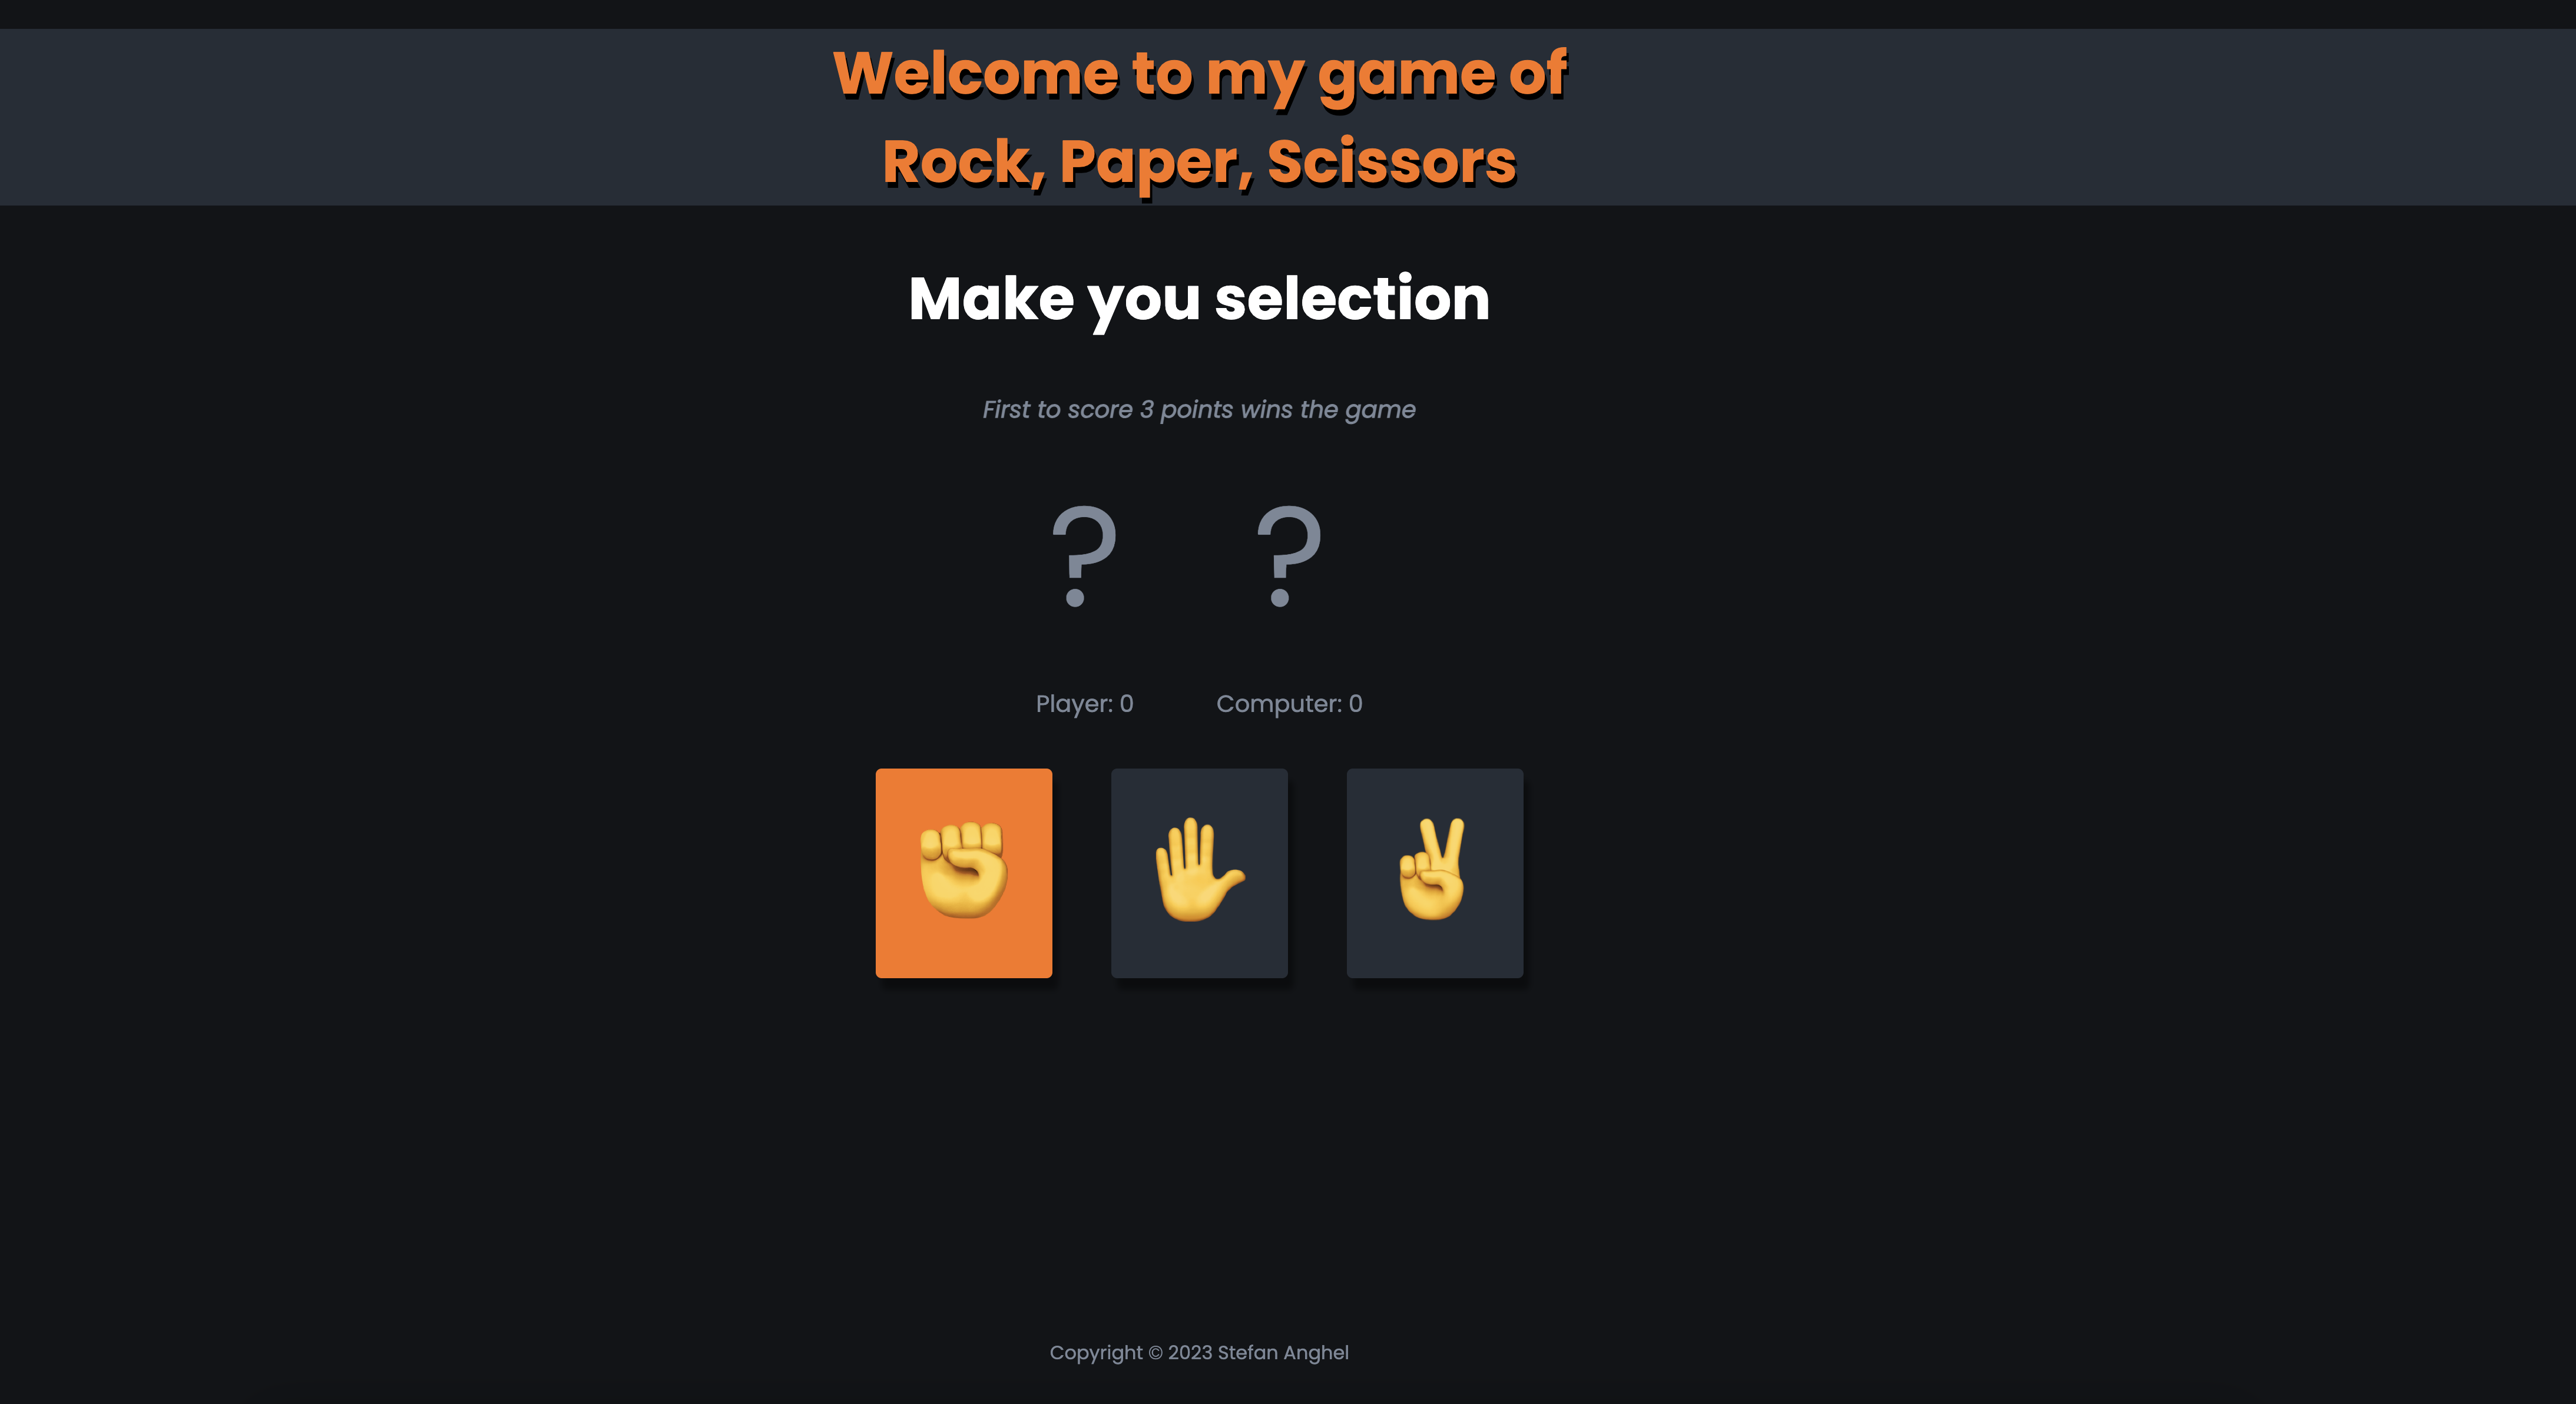 Welcome to my game of
Rock, Paper, Scissors
Make you selection
First to score 3 points wins the game
? ?
Player: 0 Computer: 0
Copyright © 2023 Stefan Anghel